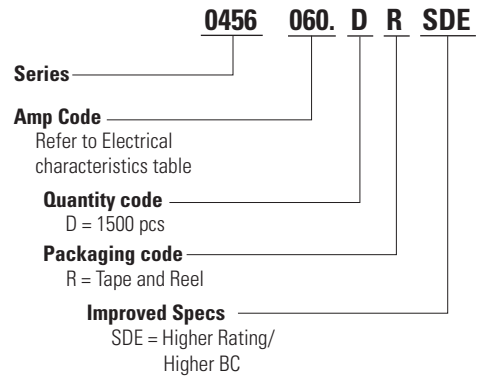 0456 060. D R SDE
Series
Amp Code
Refer to Electrical
characteristics table
Quantity code
D = 1500 pcs
Packaging code
R = Tape and Reel
Improved Specs
SDE = Higher Rating/
Higher BC